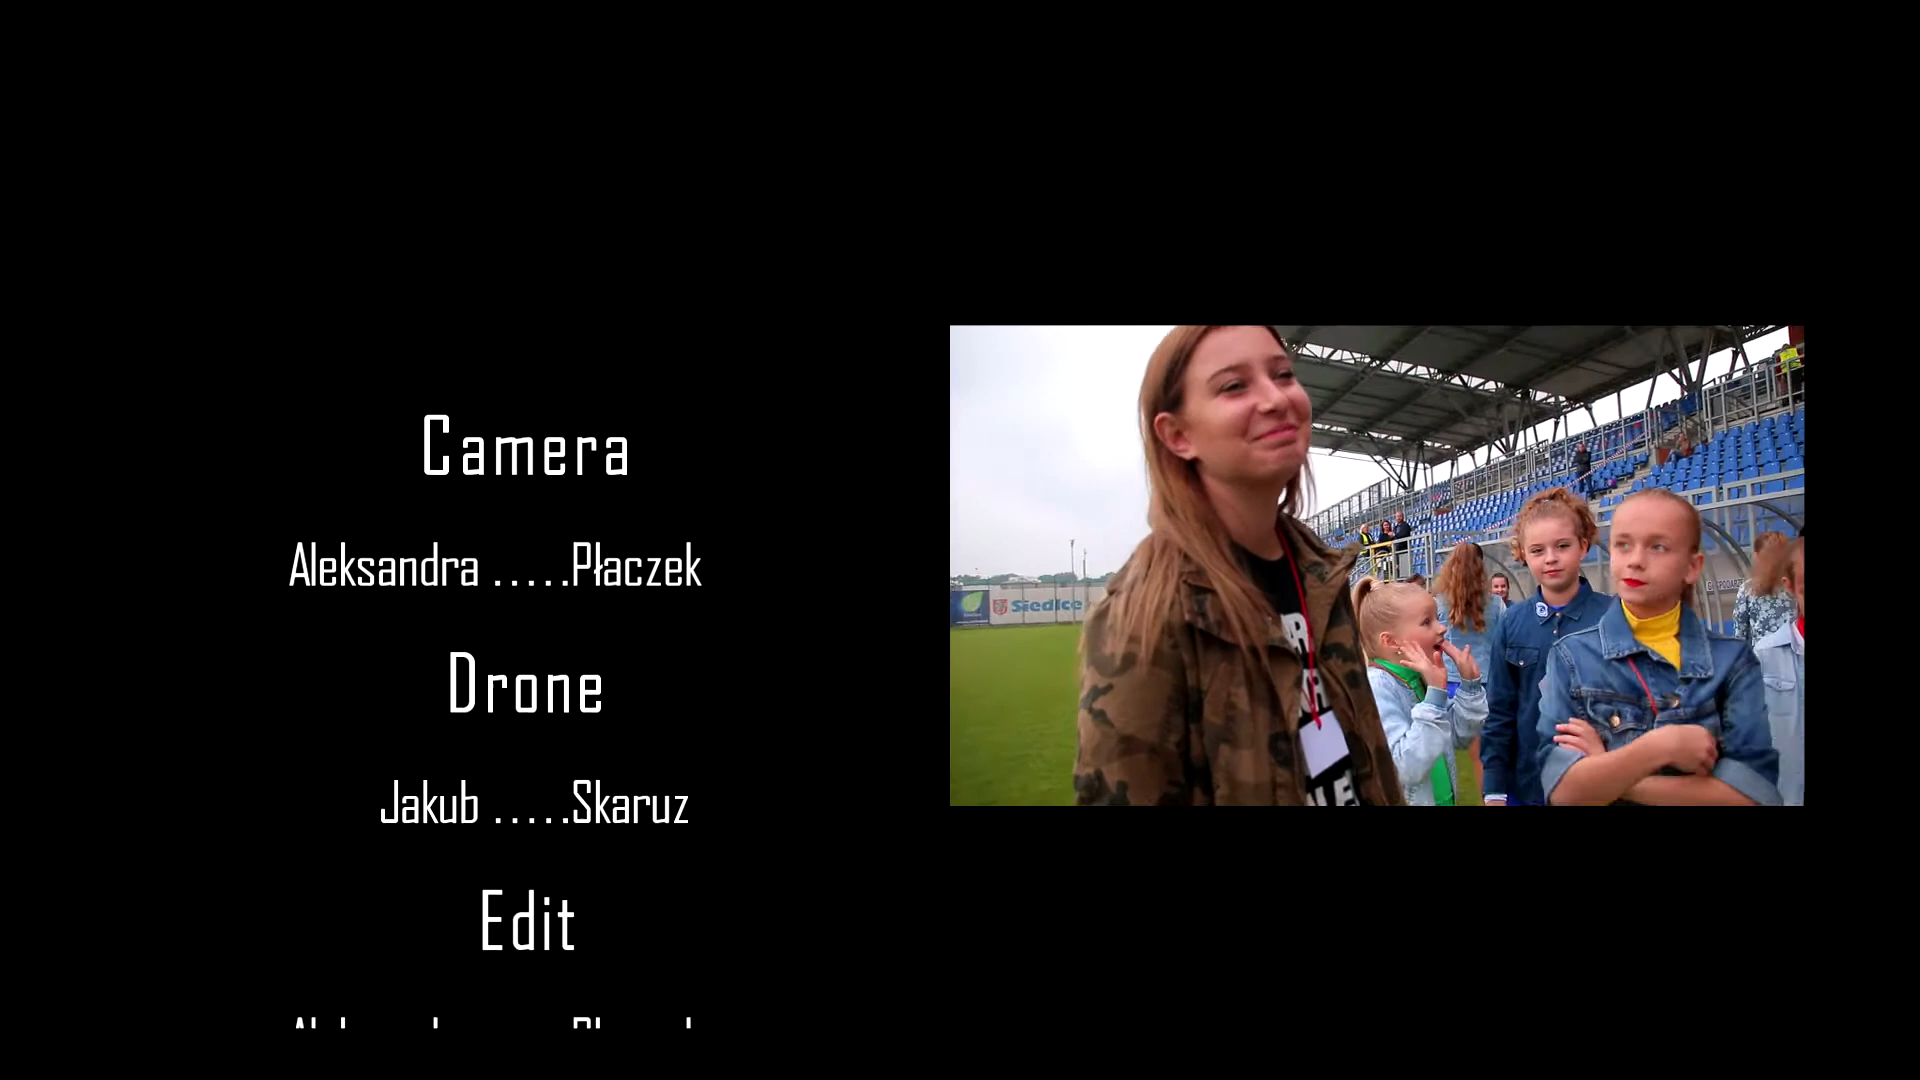 Camera
Aleksandra .....Płaczek
Drone
Jakub .....Skaruz
Edit
Siedlce